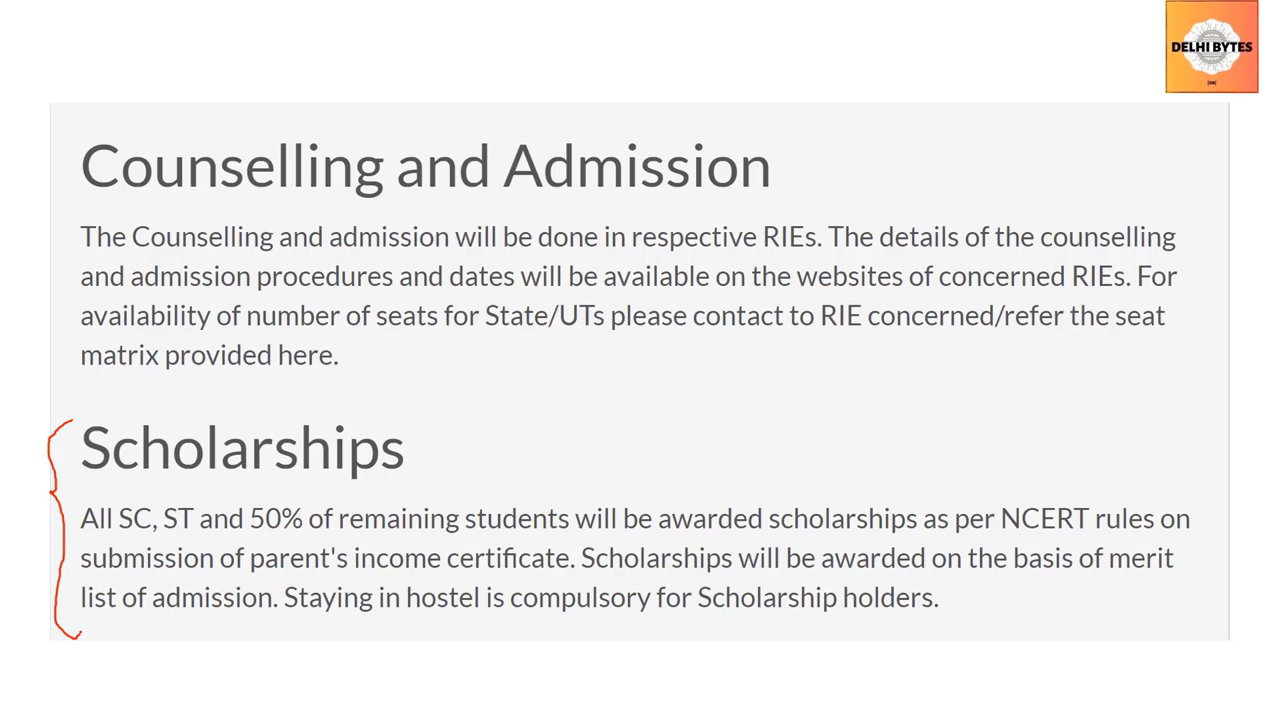 DELHI BYTES
Counselling and Admission
The Counselling and admission will be done in respective RIEs. The details of the counselling
and admission procedures and dates will be available on the websites of concerned RIEs. For
availability of number of seats for State/UTs please contact to RIE concerned/refer the seat
matrix provided here.
Scholarships
All SC, ST and 50% of remaining students will be awarded scholarships as per NCERT rules on
submission of parent's income certificate. Scholarships will be awarded on the basis of merit
list of admission. Staying in hostel is compulsory for Scholarship holders.